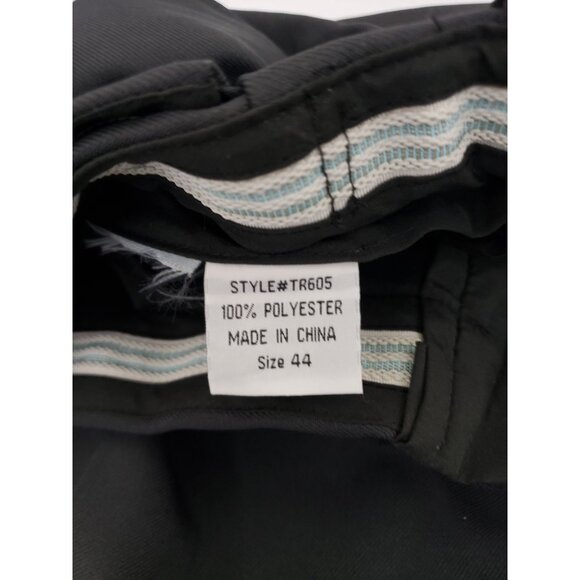 STYLE#TR605
100% POLYESTER
MADE IN CHINA
Size 44